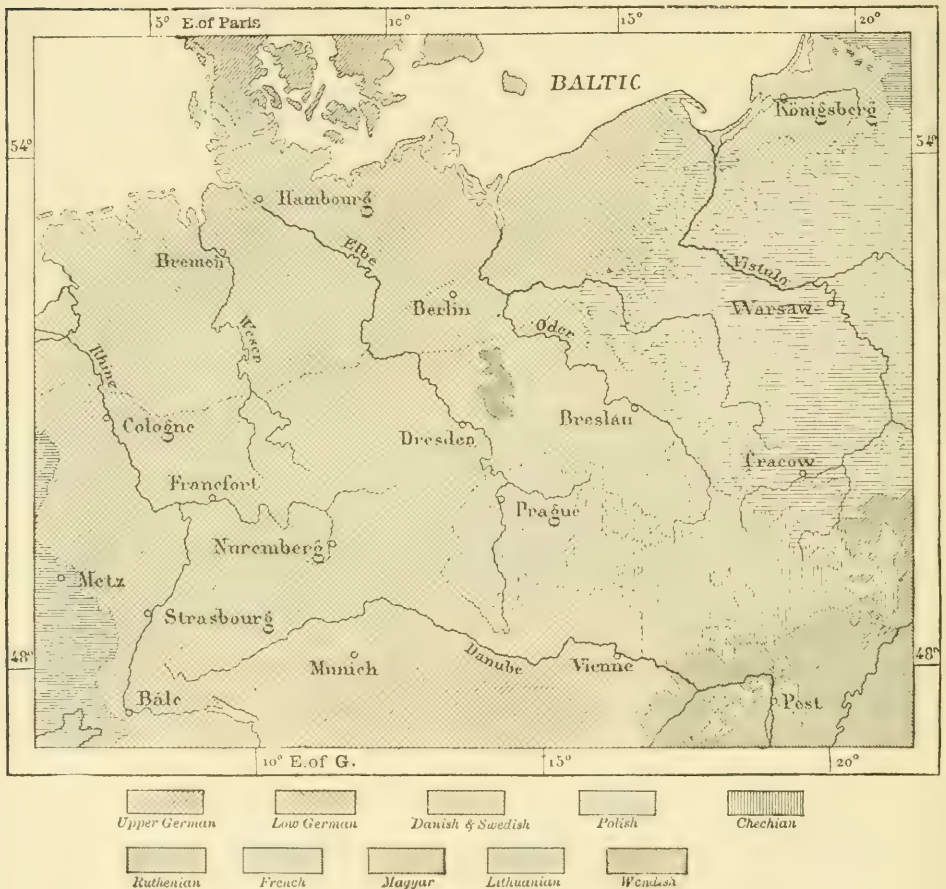 5° E.of Paris 10° 15° 20°
BALTIC
Königsberg
54° 54°
Hambourg
Elbe
Bremen
Vistula
Berlin
Warsaw
Weser
Oder
Rhine
Cologne
Dresden
Breslau
Cracow
Francfort
Prague
Nuremberg
Metz
Strasbourg
48° 48°
Munich
Danube
Vienne
Bâle
Pest
10° E.of G. 15° 20°
Upper German Low German Danish & Swedish Polish Chechian
Ruthenian French Magyar Lithuanian Wendish